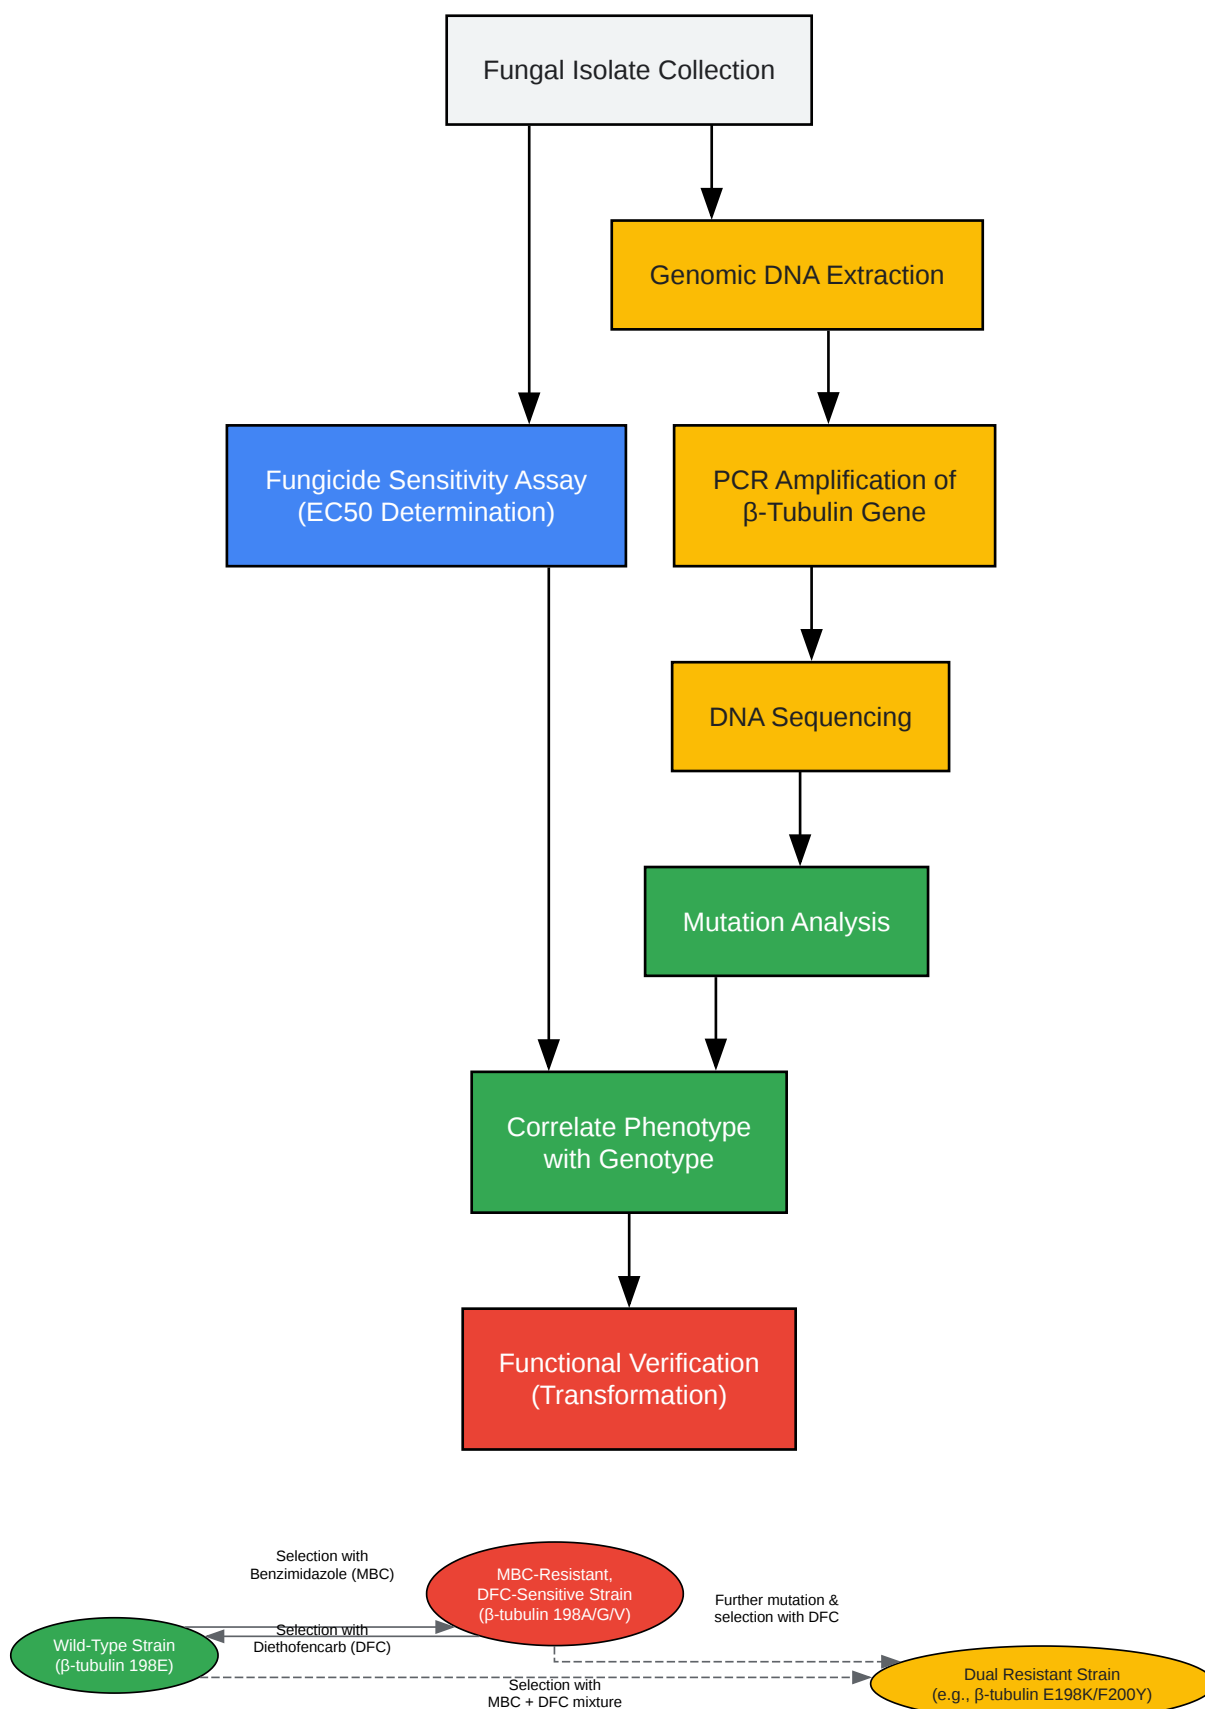 Fungal Isolate Collection
Genomic DNA Extraction
Fungicide Sensitivity Assay
(EC50 Determination)
PCR Amplification of
β-Tubulin Gene
DNA Sequencing
Mutation Analysis
Correlate Phenotype
with Genotype
Functional Verification
(Transformation)
Selection with
Benzimidazole (MBC)
MBC-Resistant,
DFC-Sensitive Strain
(β-tubulin 198A/G/V)
Further mutation &
selection with DFC
Selection with
Diethofencarb (DFC)
Wild-Type Strain
(β-tubulin 198E)
Selection with
MBC + DFC mixture
Dual Resistant Strain
(e.g., β-tubulin E198K/F200Y)